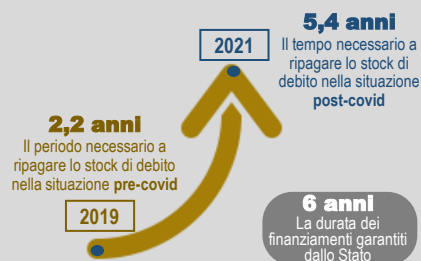 5,4 anni
2021
Il tempo necessario a
ripagare lo stock di
debito nella situazione
post-covid
2,2 anni
Il periodo necessario a
ripagare lo stock di debito
nella situazione pre-covid
2019
6 anni
La durata dei
finanziamenti garantiti
dallo Stato